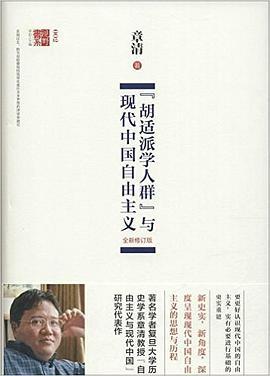 章清
著
『胡适派学人群』与
现代中国自由主义
全新修订版
要更好认识现代中国的自
由主义，实有必要进行基础的
史实重建
新史实，新角度，深
度呈现现代中国自由
主义的思想与历程
著名学者复旦大学历
史学系章清教授“自
由主义与现代中国”
研究代表作